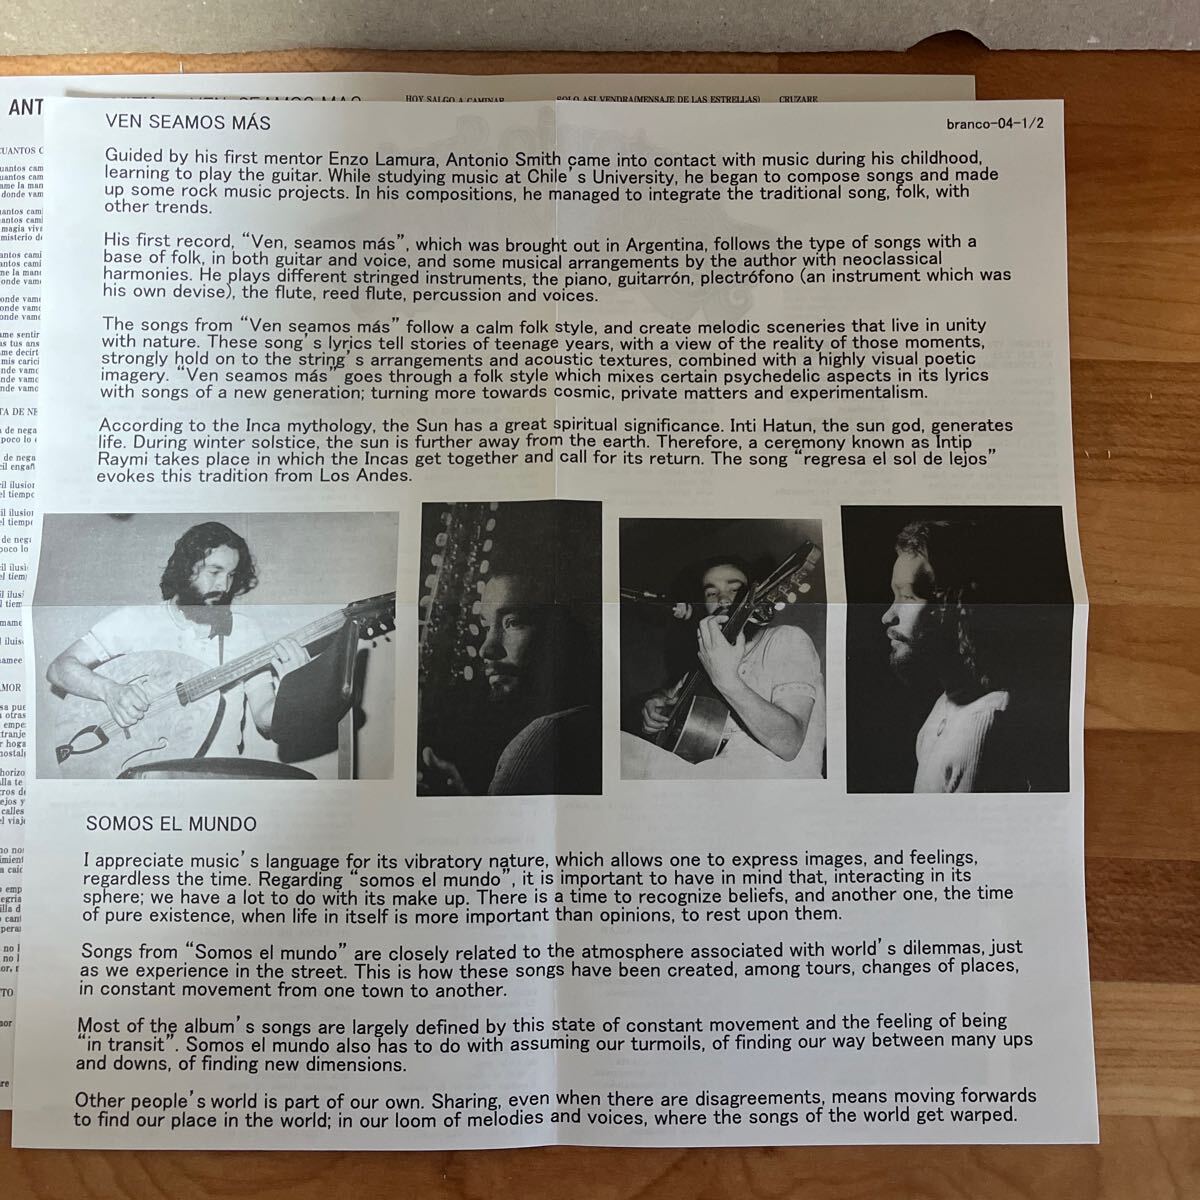 HOY SALGO A CAMINAR
SOLO ASI VENDRA(MENSAJE DE LAS ESTRELLAS)
CRUZARE
ANT
VEN SEAMOS MÁS
branco-04-1/2
Guided by his first mentor Enzo Lamura, Antonio Smith came into contact with music during his childhood,
learning to play the guitar. While studying music at Chile's University, he began to compose songs and made
up some rock music projects. In his compositions, he managed to integrate the traditional song, folk, with
other trends.
His first record, “Ven, seamos más”, which was brought out in Argentina, follows the type of songs with a
base of folk, in both guitar and voice, and some musical arrangements by the author with neoclassical
harmonies. He plays different stringed instruments, the piano, guitarrón, plectrófono (an instrument which was
his own devise), the flute, reed flute, percussion and voices.
The songs from “Ven seamos más” follow a calm folk style, and create melodic sceneries that live in unity
with nature. These song's lyrics tell stories of teenage years, with a view of the reality of those moments,
strongly hold on to the string's arrangements and acoustic textures, combined with a highly visual poetic
imagery. “Ven seamos más” goes through a folk style which mixes certain psychedelic aspects in its lyrics
with songs of a new generation; turning more towards cosmic, private matters and experimentalism.
According to the Inca mythology, the Sun has a great spiritual significance. Inti Hatun, the sun god, generates
life. During winter solstice, the sun is further away from the earth. Therefore, a ceremony known as Intip
Raymi takes place in which the Incas get together and call for its return. The song “regresa el sol de lejos”
evokes this tradition from Los Andes.
SOMOS EL MUNDO
I appreciate music's language for its vibratory nature, which allows one to express images, and feelings,
regardless the time. Regarding “somos el mundo”, it is important to have in mind that, interacting in its
sphere; we have a lot to do with its make up. There is a time to recognize beliefs, and another one, the time
of pure existence, when life in itself is more important than opinions, to rest upon them.
Songs from “Somos el mundo” are closely related to the atmosphere associated with world's dilemmas, just
as we experience in the street. This is how these songs have been created, among tours, changes of places,
in constant movement from one town to another.
Most of the album's songs are largely defined by this state of constant movement and the feeling of being
“in transit”. Somos el mundo also has to do with assuming our turmoils, of finding our way between many ups
and downs, of finding new dimensions.
Other people's world is part of our own. Sharing, even when there are disagreements, means moving forwards
to find our place in the world; in our loom of melodies and voices, where the songs of the world get warped.